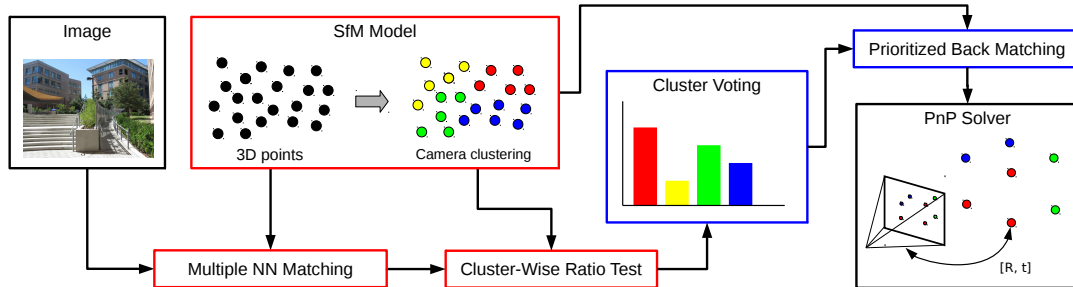 Image
SfM Model
3D points
Camera clustering
Multiple NN Matching
Cluster-Wise Ratio Test
Cluster Voting
Prioritized Back Matching
PnP Solver
[R, t]